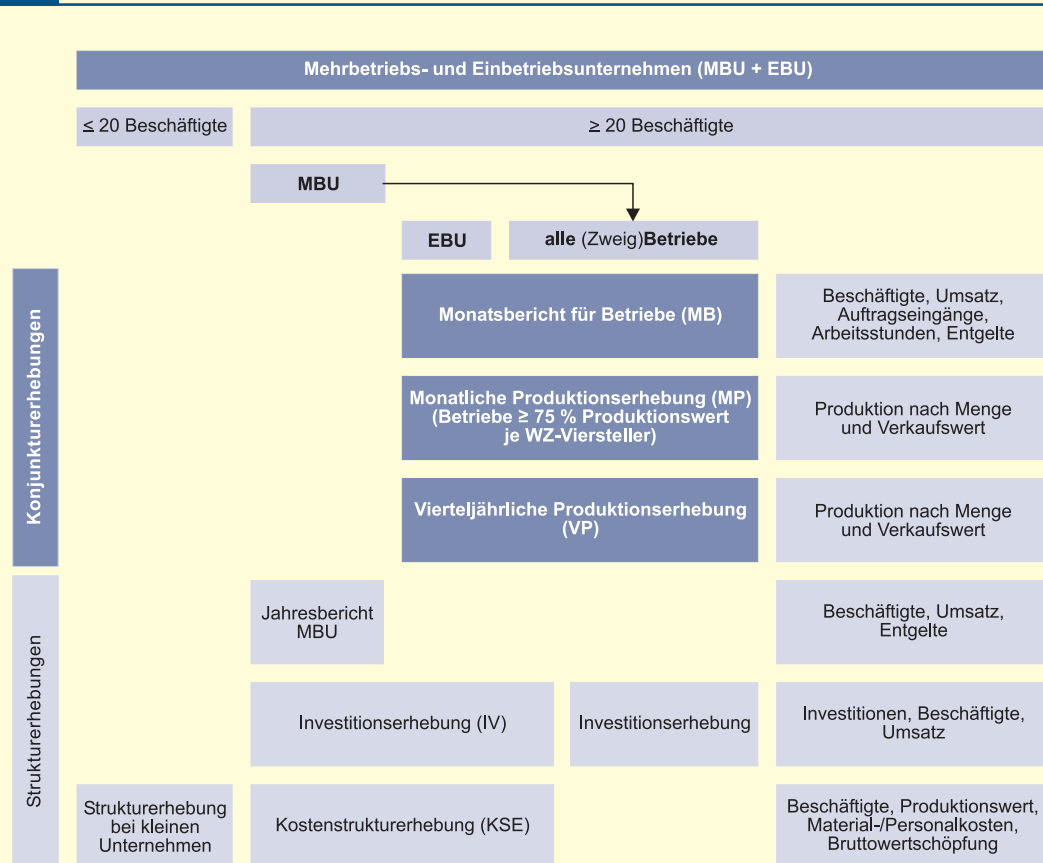 Mehrbetriebs- und Einbetriebsunternehmen (MBU + EBU)
≤ 20 Beschäftigte
≥ 20 Beschäftigte
MBU
EBU
alle (Zweig)Betriebe
Konjunkturerhebungen
Monatsbericht für Betriebe (MB)
Beschäftigte, Umsatz,
Auftragseingänge,
Arbeitsstunden, Entgelte
Monatliche Produktionserhebung (MP)
(Betriebe ≥ 75 % Produktionswert
je WZ-Viersteller)
Produktion nach Menge
und Verkaufswert
Vierteljährliche Produktionserhebung
(VP)
Produktion nach Menge
und Verkaufswert
Strukturerhebungen
Jahresbericht
MBU
Beschäftigte, Umsatz,
Entgelte
Investitionserhebung (IV)
Investitionserhebung
Investitionen, Beschäftigte,
Umsatz
Strukturerhebung
bei kleinen
Unternehmen
Kostenstrukturerhebung (KSE)
Beschäftigte, Produktionswert,
Material-/Personalkosten,
Bruttowertschöpfung